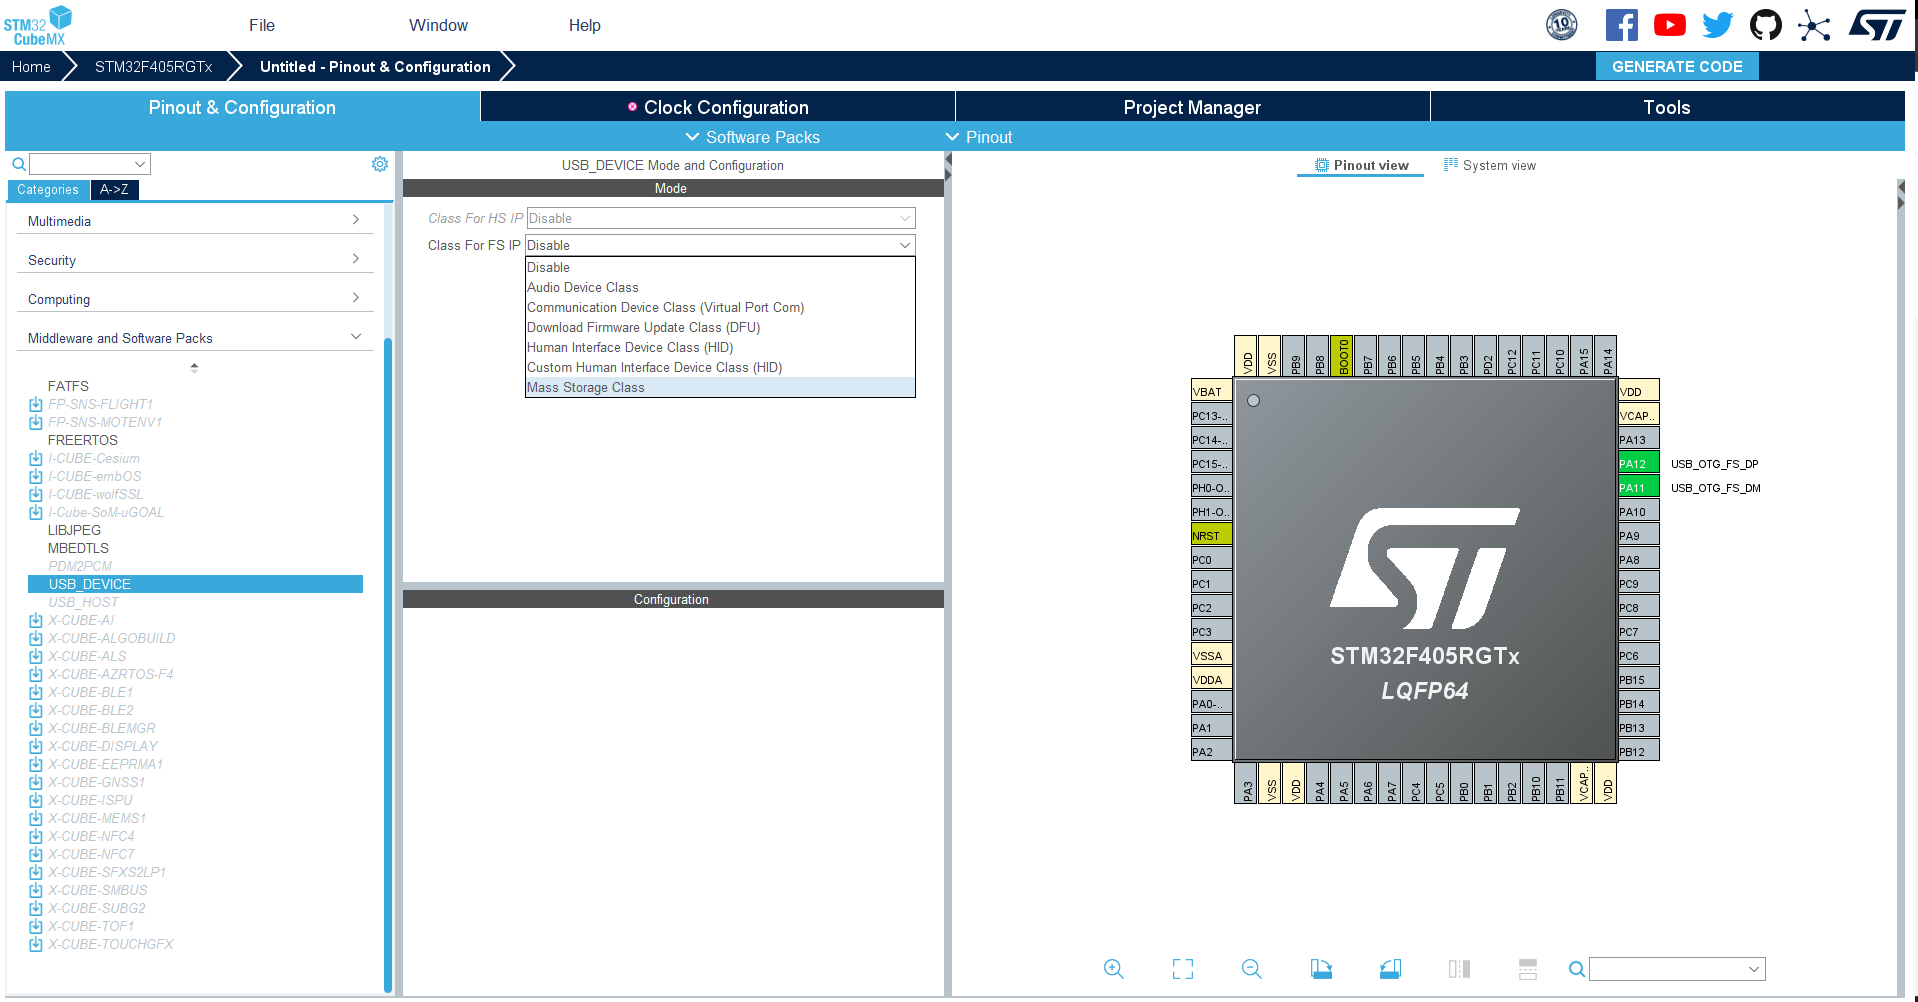 STM32
CubeMX
File
Window
Help
10
Home
STM32F405RGTx
Untitled - Pinout & Configuration
GENERATE CODE
Pinout & Configuration
Clock Configuration
Project Manager
Tools
Software Packs
Pinout
Categories
A->Z
Multimedia
Security
Computing
Middleware and Software Packs
FATFS
FP-SNS-FLIGHT1
FP-SNS-MOTENV1
FREERTOS
I-CUBE-Cesium
I-CUBE-embOS
I-CUBE-wolfSSL
I-Cube-SoM-uGOAL
LIBJPEG
MBEDTLS
PDM2PCM
USB_DEVICE
USB_HOST
X-CUBE-AI
X-CUBE-ALGOBUILD
X-CUBE-ALS
X-CUBE-AZRTOS-F4
X-CUBE-BLE1
X-CUBE-BLE2
X-CUBE-BLEMGR
X-CUBE-DISPLAY
X-CUBE-EEPRMA1
X-CUBE-GNSS1
X-CUBE-ISPU
X-CUBE-MEMS1
X-CUBE-NFC4
X-CUBE-NFC7
X-CUBE-SFXS2LP1
X-CUBE-SMBUS
X-CUBE-SUBG2
X-CUBE-TOF1
X-CUBE-TOUCHGFX
USB_DEVICE Mode and Configuration
Mode
Class For HS IP Disable
Class For FS IP Disable
Disable
Audio Device Class
Communication Device Class (Virtual Port Com)
Download Firmware Update Class (DFU)
Human Interface Device Class (HID)
Custom Human Interface Device Class (HID)
Mass Storage Class
Configuration
Pinout view
System view
VDD
VSS
PB9
PB8
BOOT0
PB7
PB6
PB5
PB4
PB3
PD2
PC12
PC11
PC10
PA15
PA14
VBAT
PC13-..
PC14-..
PC15-..
PH0-O..
PH1-O..
NRST
PC0
PC1
PC2
PC3
VSSA
VDDA
PA0-..
PA1
PA2
ST
STM32F405RGTx
LQFP64
VDD
VCAP..
PA13
PA12 USB_OTG_FS_DP
PA11 USB_OTG_FS_DM
PA10
PA9
PA8
PC9
PC8
PC7
PC6
PB15
PB14
PB13
PB12
PA3
VSS
VDD
PA4
PA5
PA6
PA7
PC4
PC5
PB0
PB1
PB2
PB10
PB11
VCAP..
VDD